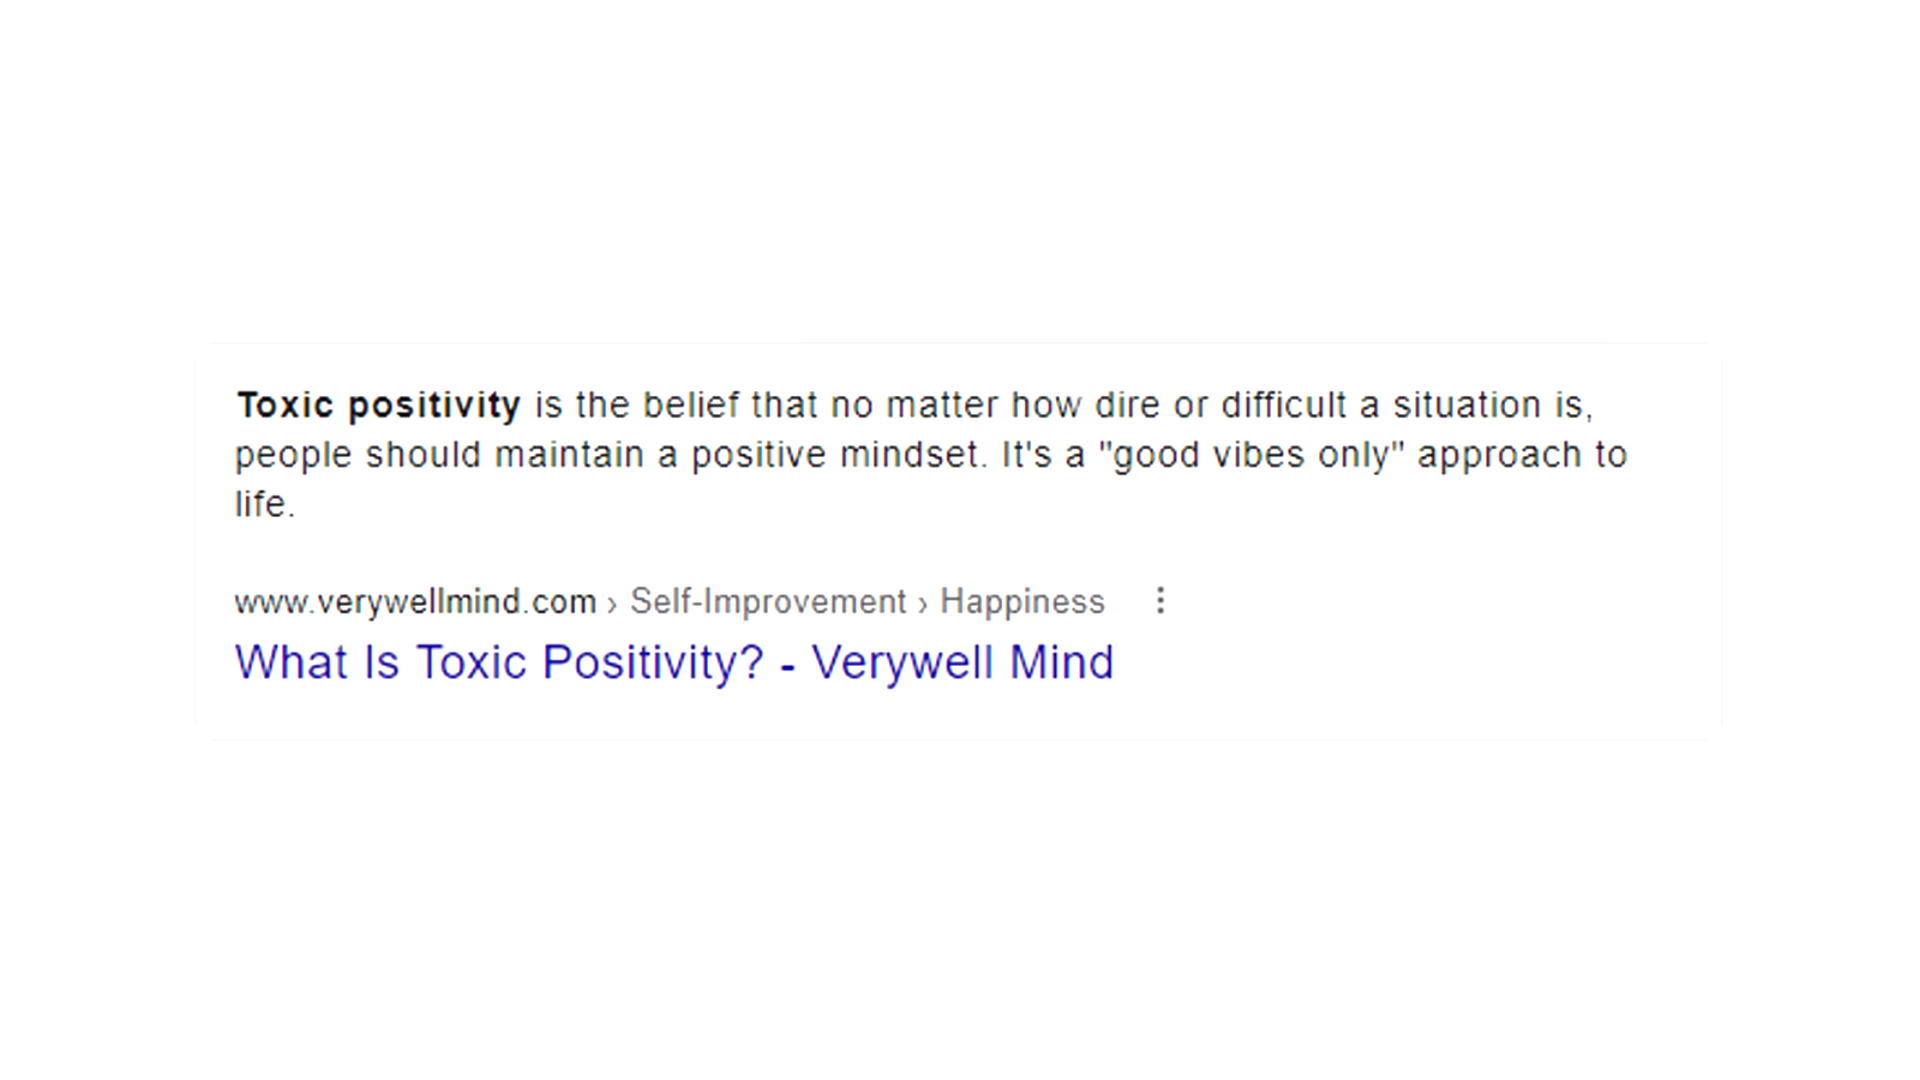 Toxic positivity is the belief that no matter how dire or difficult a situation is,
people should maintain a positive mindset. It's a "good vibes only" approach to
life.
www.verywellmind.com › Self-Improvement › Happiness
What Is Toxic Positivity? - Verywell Mind